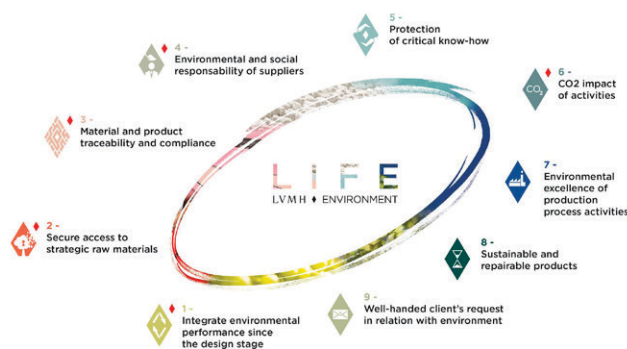 5 -
Protection
of critical know-how
4 -
Environmental and social
responsability of suppliers
6 -
CO2 impact
of activities
CO₂
3 -
Material and product
traceability and compliance
LIFE
LVMH ♦ ENVIRONMENT
7 -
Environmental
excellence of
production
process activities
2 -
Secure access to
strategic raw materials
8 -
Sustainable and
repairable products
1 -
Integrate environmental
performance since
the design stage
9 -
Well-handed client's request
in relation with environment